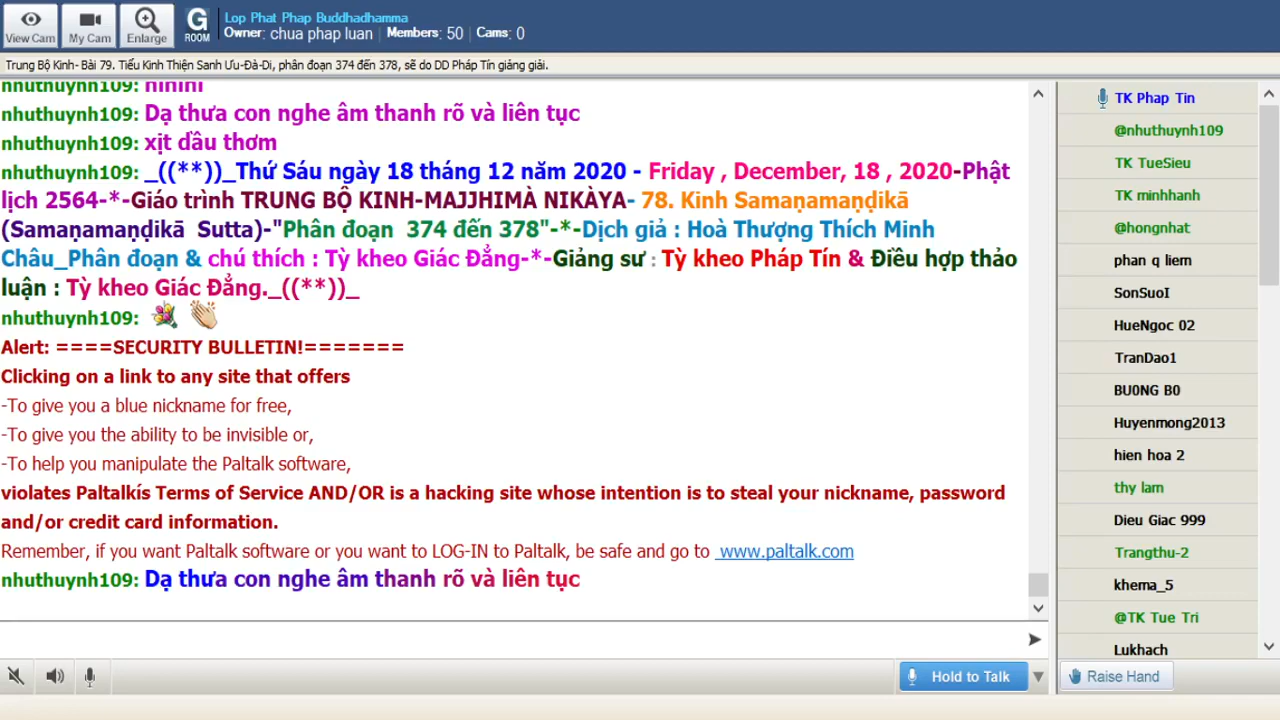 View Cam
My Cam
Enlarge
G
ROOM
Lop Phat Phap Buddhadhamma
Owner: chua phap luan | Members: 50 | Cams: 0
Trung Bộ Kinh- Bài 79. Tiểu Kinh Thiện Sanh Ưu-Đà-Di, phân đoạn 374 đến 378, sẽ do DD Pháp Tín giảng giải.
nhuthuynh109: hihihi
nhuthuynh109: Dạ thưa con nghe âm thanh rõ và liên tục
nhuthuynh109: xịt dầu thơm
nhuthuynh109: _((**))_Thứ Sáu ngày 18 tháng 12 năm 2020 - Friday , December, 18 , 2020-Phật
lịch 2564-*-Giáo trình TRUNG BỘ KINH-MAJJHIMÀ NIKÀYA- 78. Kinh Samaṇamaṇḍikā
(Samaṇamaṇḍikā Sutta)-"Phân đoạn 374 đến 378"-*-Dịch giả : Hoà Thượng Thích Minh
Châu_Phân đoạn & chú thích : Tỳ kheo Giác Đẳng-*-Giảng sư : Tỳ kheo Pháp Tín & Điều hợp thảo
luận : Tỳ kheo Giác Đẳng._((**))_
nhuthuynh109:
Alert: ====SECURITY BULLETIN!=======
Clicking on a link to any site that offers
-To give you a blue nickname for free,
-To give you the ability to be invisible or,
-To help you manipulate the Paltalk software,
violates Paltalkís Terms of Service AND/OR is a hacking site whose intention is to steal your nickname, password
and/or credit card information.
Remember, if you want Paltalk software or you want to LOG-IN to Paltalk, be safe and go to www.paltalk.com
nhuthuynh109: Dạ thưa con nghe âm thanh rõ và liên tục
Hold to Talk
TK Phap Tin
@nhuthuynh109
TK TueSieu
TK minhhanh
@hongnhat
phan q liem
SonSuoI
HueNgoc 02
TranDao1
BU0NG B0
Huyenmong2013
hien hoa 2
thy lam
Dieu Giac 999
Trangthu-2
khema_5
@TK Tue Tri
Lukhach
Raise Hand